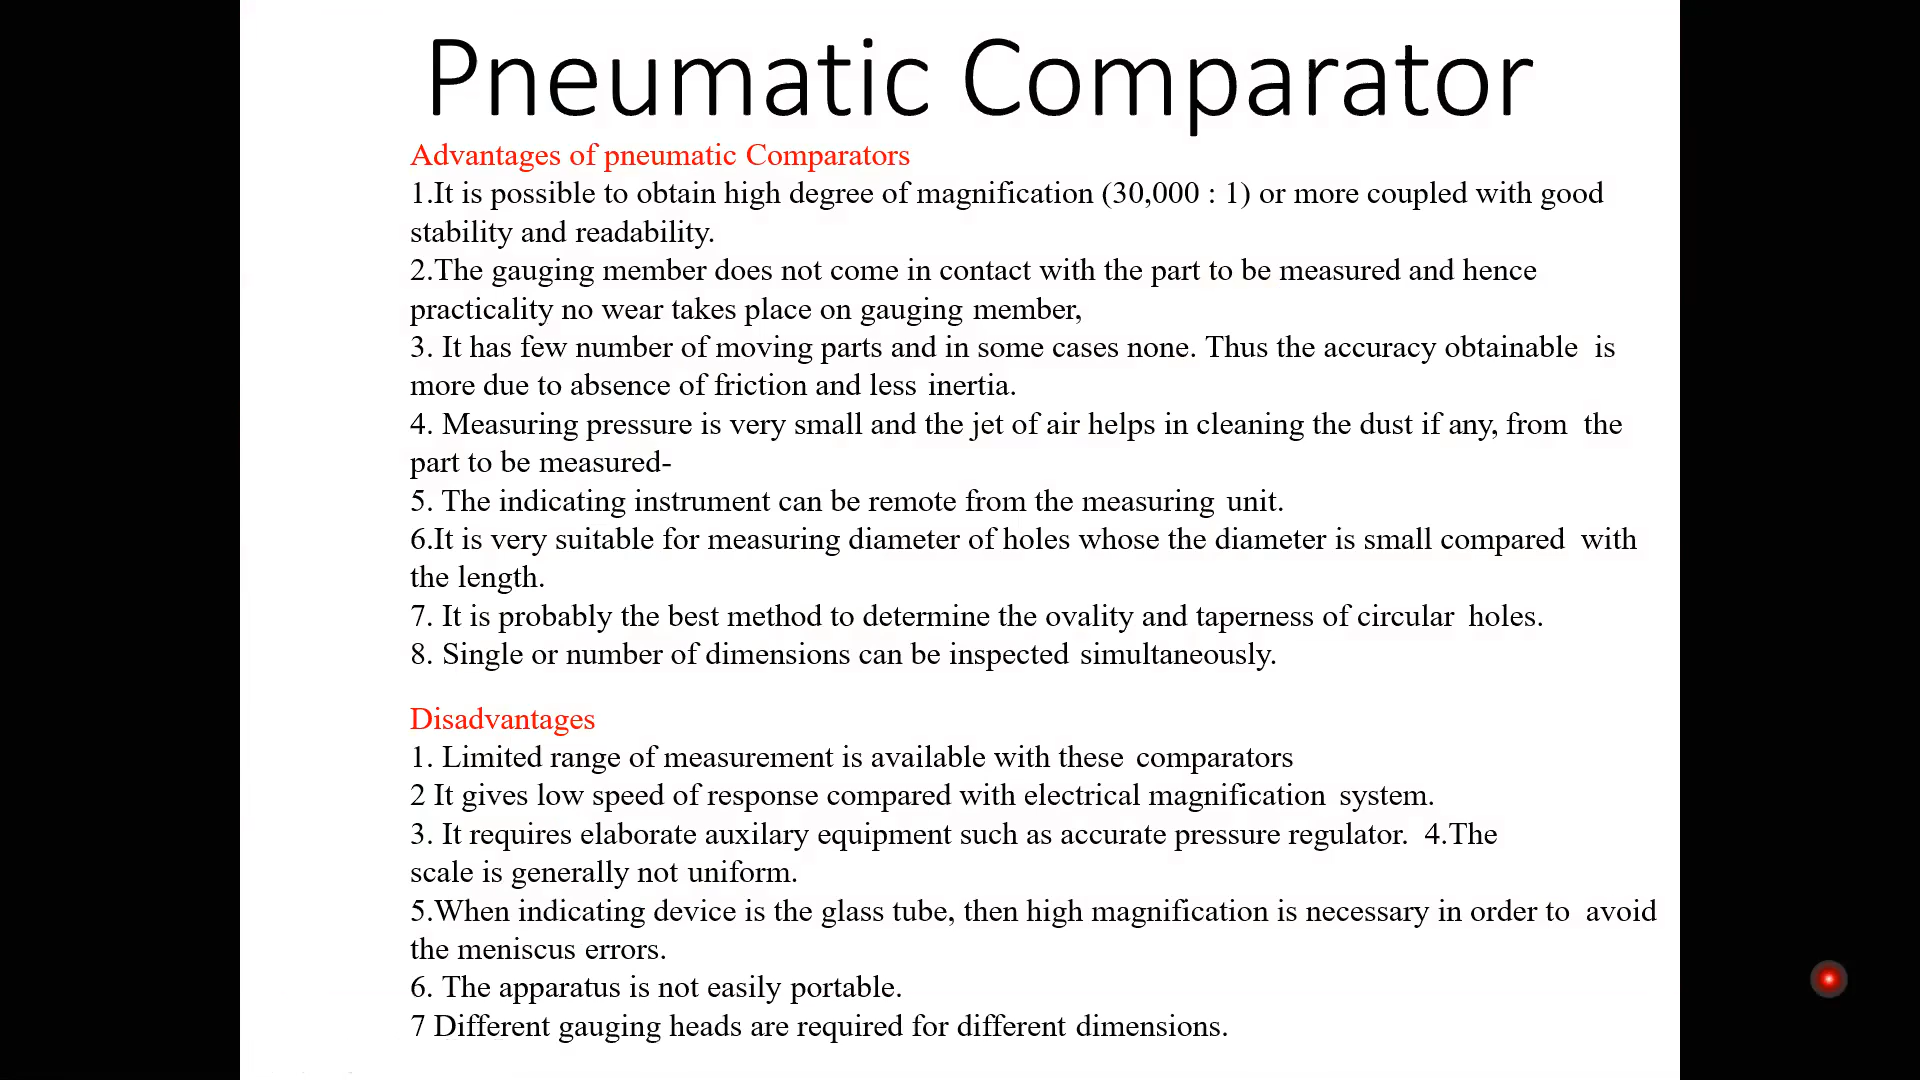 Pneumatic Comparator
Advantages of pneumatic Comparators
1.It is possible to obtain high degree of magnification (30,000 : 1) or more coupled with good
stability and readability.
2.The gauging member does not come in contact with the part to be measured and hence
practicality no wear takes place on gauging member,
3. It has few number of moving parts and in some cases none. Thus the accuracy obtainable is
more due to absence of friction and less inertia.
4. Measuring pressure is very small and the jet of air helps in cleaning the dust if any, from the
part to be measured-
5. The indicating instrument can be remote from the measuring unit.
6.It is very suitable for measuring diameter of holes whose the diameter is small compared with
the length.
7. It is probably the best method to determine the ovality and taperness of circular holes.
8. Single or number of dimensions can be inspected simultaneously.
Disadvantages
1. Limited range of measurement is available with these comparators
2 It gives low speed of response compared with electrical magnification system.
3. It requires elaborate auxilary equipment such as accurate pressure regulator. 4.The
scale is generally not uniform.
5.When indicating device is the glass tube, then high magnification is necessary in order to avoid
the meniscus errors.
6. The apparatus is not easily portable.
7 Different gauging heads are required for different dimensions.